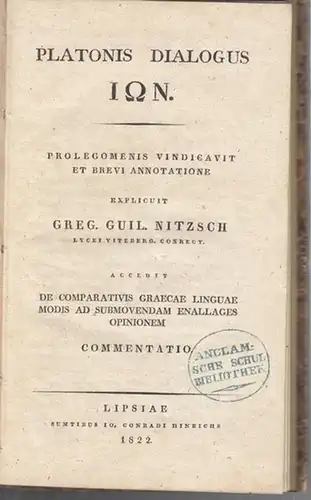 PLATONIS DIALOGUS
ΙΩΝ.
PROLEGOMENIS VINDICAVIT
ET BREVI ANNOTATIONE
EXPLICUIT
GREG. GUIL. NITZSCH
LYCEI VITEBERG. CONRECT.
ACCEDIT
DE COMPARATIVIS GRAECAE LINGUAE
MODIS AD SUBMOVENDAM ENALLAGES
OPINIONEM
COMMENTATIO
ANCLAM:
SCHE SCHUL
BIBLIOTHEK
LIPSIAE
SUMTIBUS IO. CONRADI HINRICHS
1822.